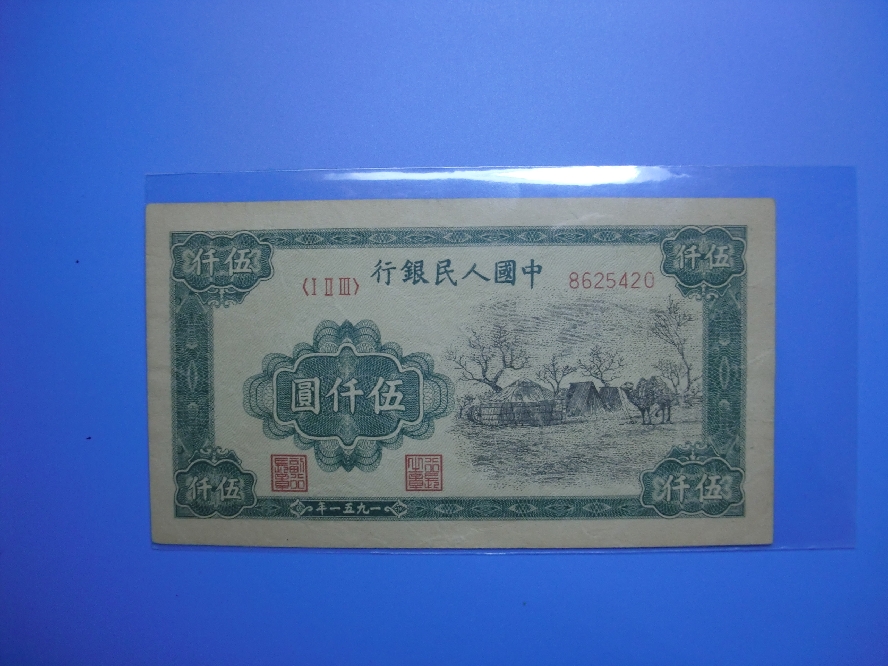 伍仟
伍仟
中國人民銀行
〈I II III〉
8625420
伍仟圓
伍仟
伍仟
一九五一年